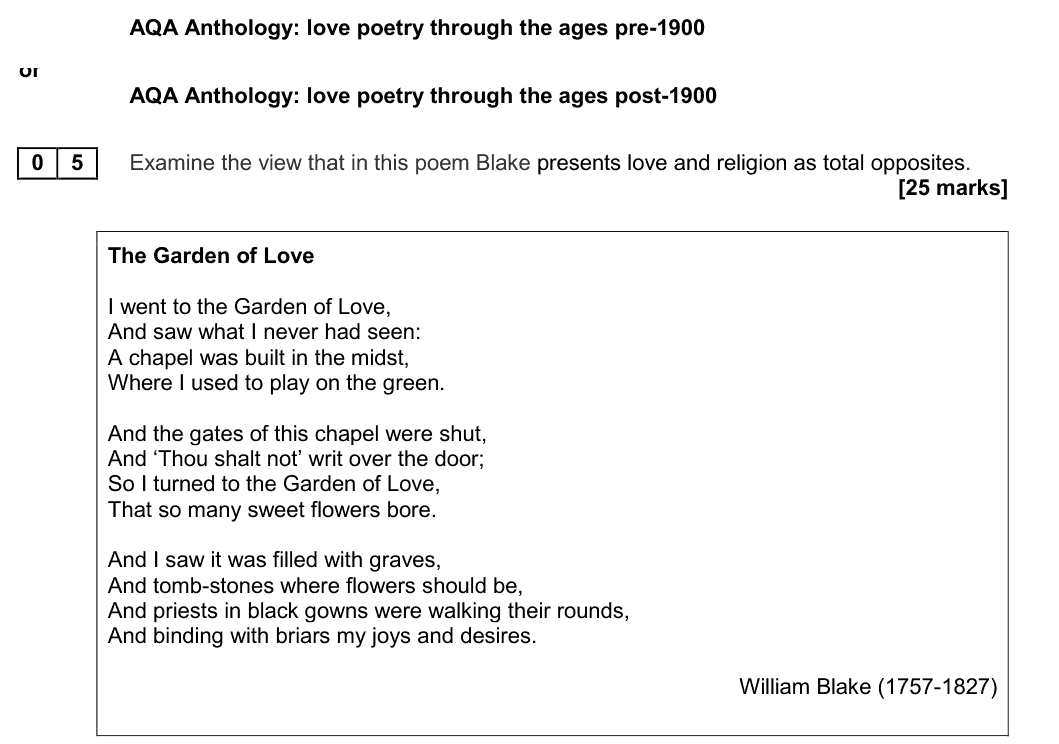 AQA Anthology: love poetry through the ages pre-1900
or
AQA Anthology: love poetry through the ages post-1900
0 5 Examine the view that in this poem Blake presents love and religion as total opposites.
[25 marks]
The Garden of Love
I went to the Garden of Love,
And saw what I never had seen:
A chapel was built in the midst,
Where I used to play on the green.
And the gates of this chapel were shut,
And ‘Thou shalt not’ writ over the door;
So I turned to the Garden of Love,
That so many sweet flowers bore.
And I saw it was filled with graves,
And tomb-stones where flowers should be,
And priests in black gowns were walking their rounds,
And binding with briars my joys and desires.
William Blake (1757-1827)